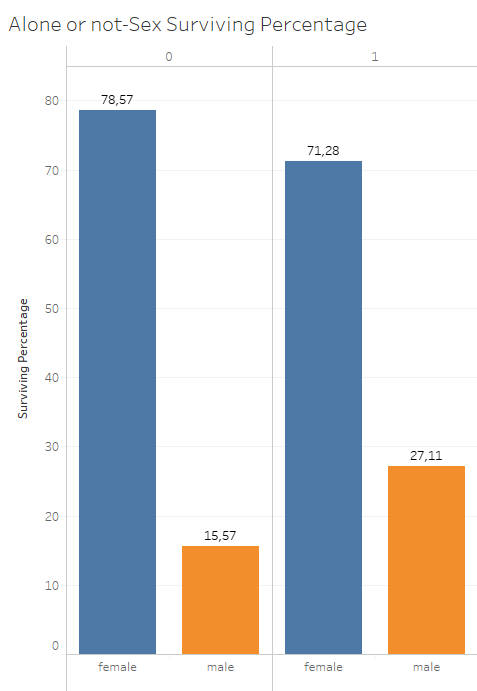 Alone or not-Sex Surviving Percentage
0
1
80
70
60
50
40
30
20
10
0
Surviving Percentage
78,57
15,57
71,28
27,11
female
male
female
male